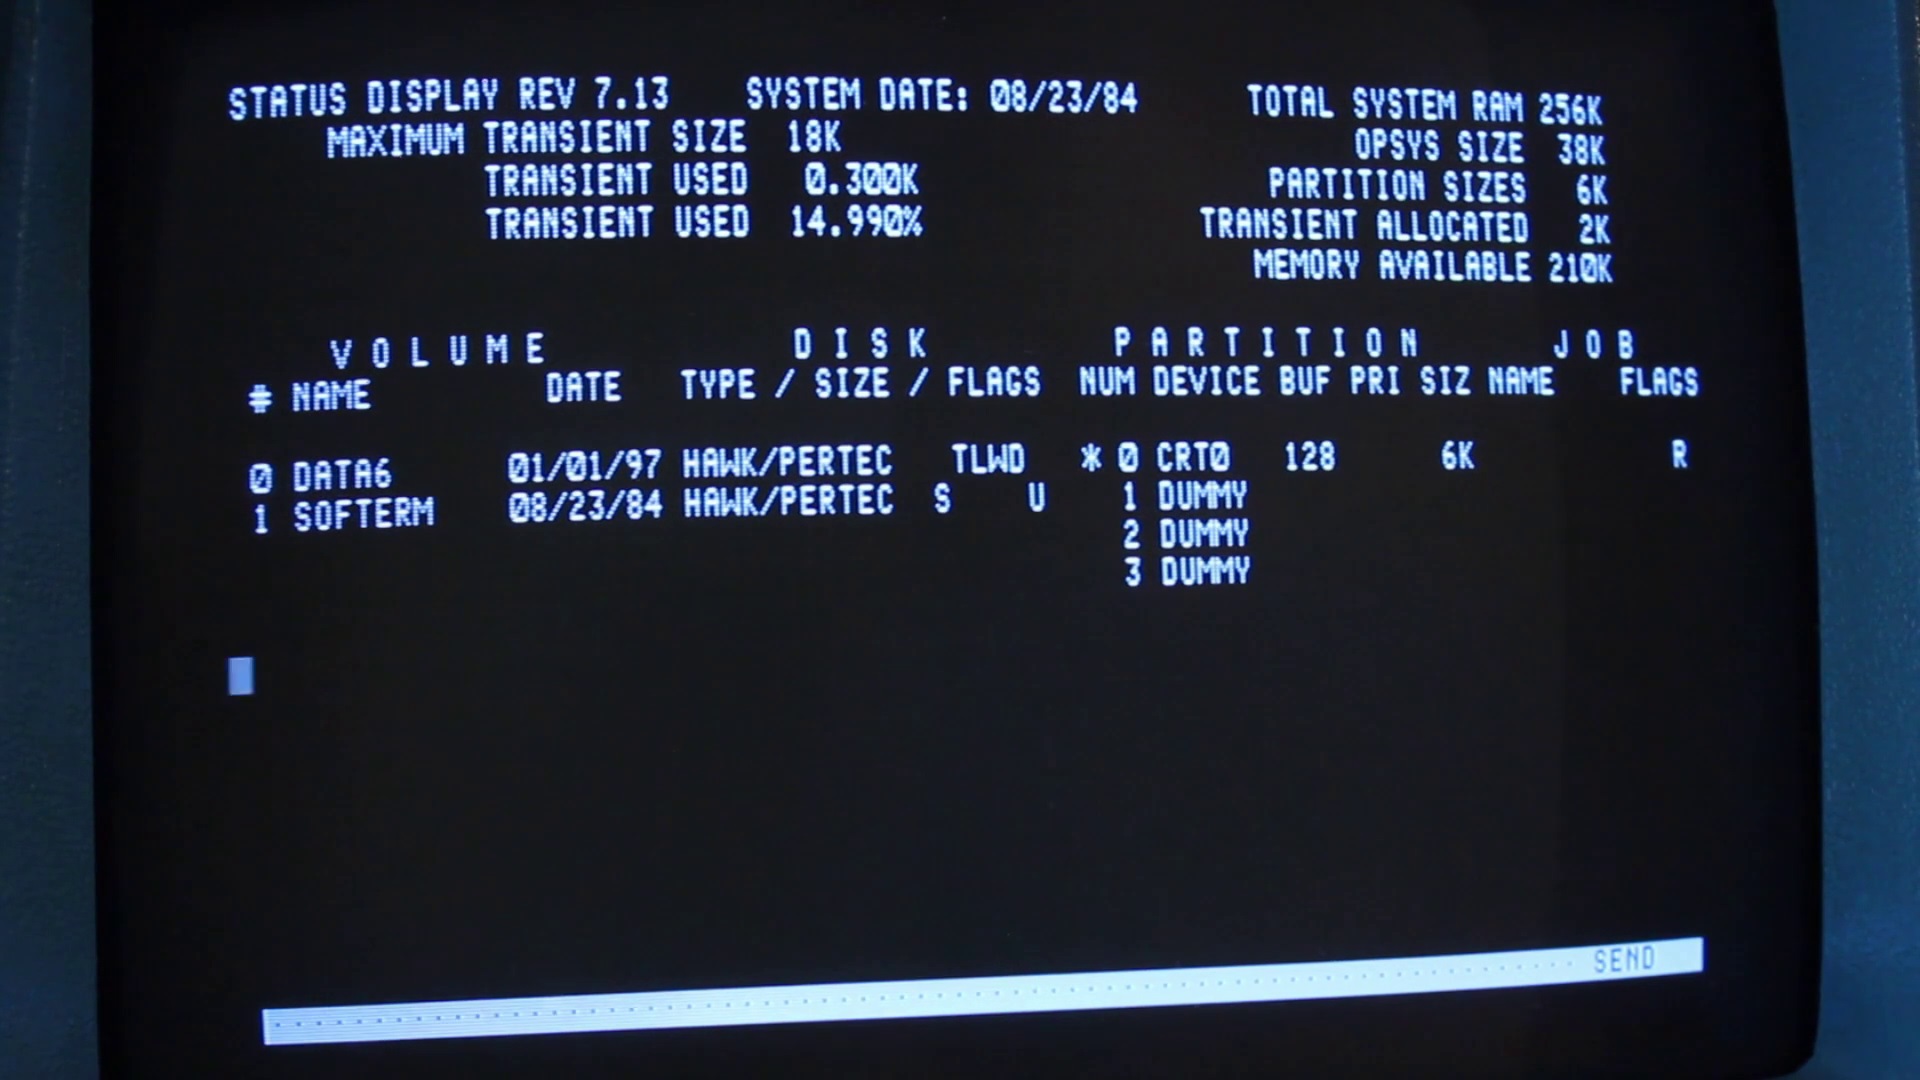 STATUS DISPLAY REV 7.13 SYSTEM DATE: 08/23/84 TOTAL SYSTEM RAM 256K
MAXIMUM TRANSIENT SIZE 18K OPSYS SIZE 38K
TRANSIENT USED 0.300K PARTITION SIZES 6K
TRANSIENT USED 14.990% TRANSIENT ALLOCATED 2K
MEMORY AVAILABLE 210K
V O L U M E D I S K P A R T I T I O N J O B
# NAME DATE TYPE / SIZE / FLAGS NUM DEVICE BUF PRI SIZ NAME FLAGS
0 DATA6 01/01/97 HAWK/PERTEC TLWD * 0 CRT0 128 6K R
1 SOFTERM 08/23/84 HAWK/PERTEC S U 1 DUMMY
2 DUMMY
3 DUMMY
SEND